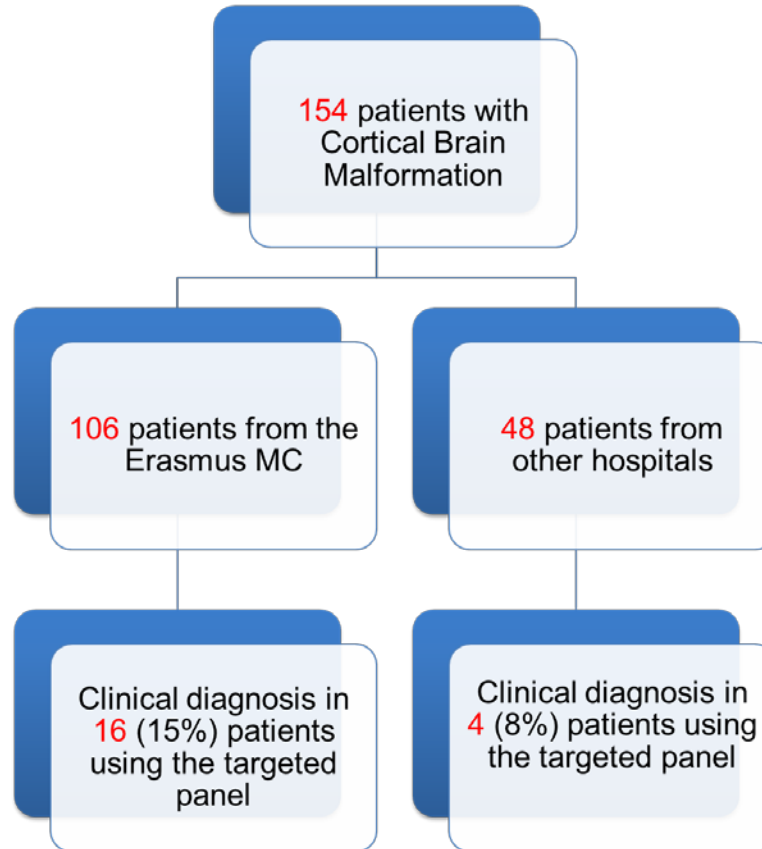 154 patients with
Cortical Brain
Malformation
106 patients from the
Erasmus MC
48 patients from
other hospitals
Clinical diagnosis in
16 (15%) patients
using the targeted
panel
Clinical diagnosis in
4 (8%) patients using
the targeted panel